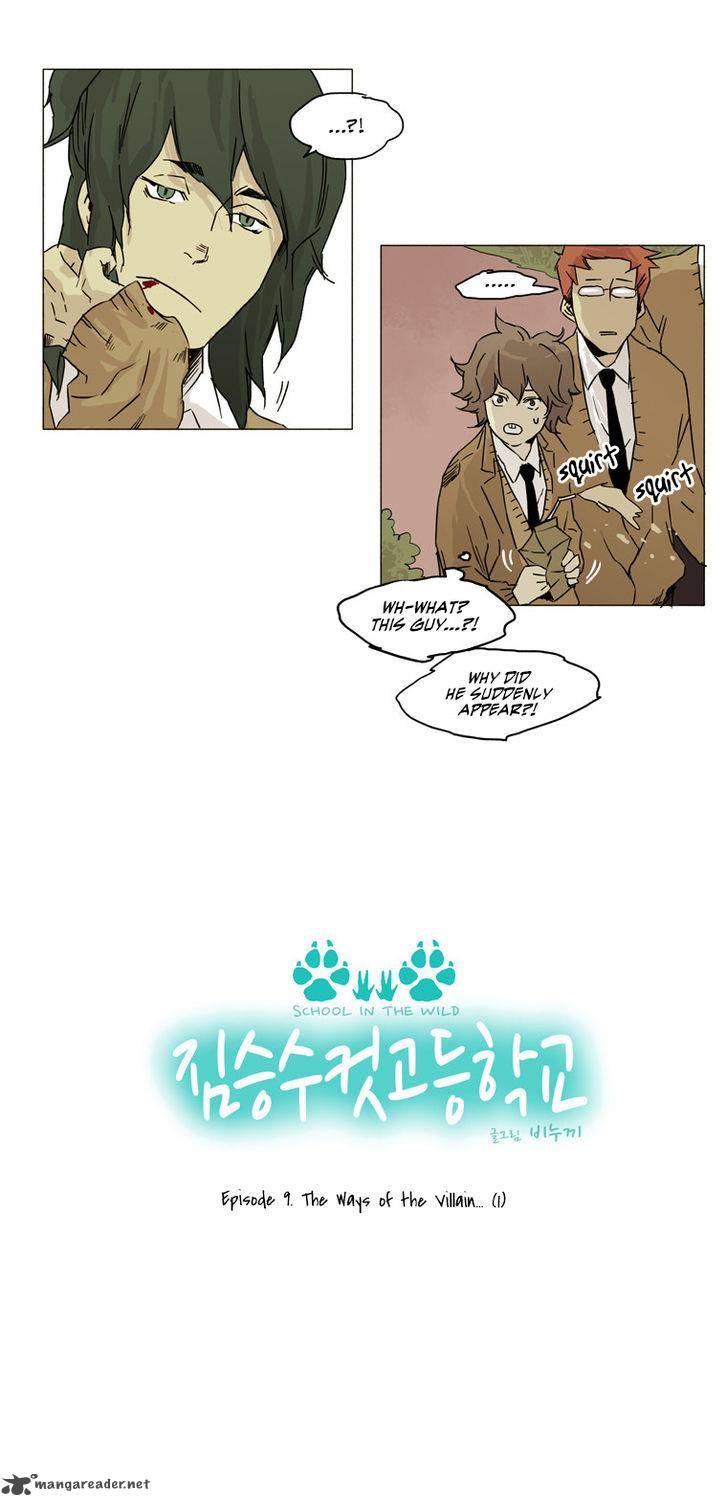 ...?!
.....
squirt
squirt
WH-WHAT?
THIS GUY...?!
WHY DID
HE SUDDENLY
APPEAR?!
SCHOOL IN THE WILD
짐승수컷고등학교
글그림 비누끼
Episode 9. The Ways of the Villain... (1)
mangareader.net